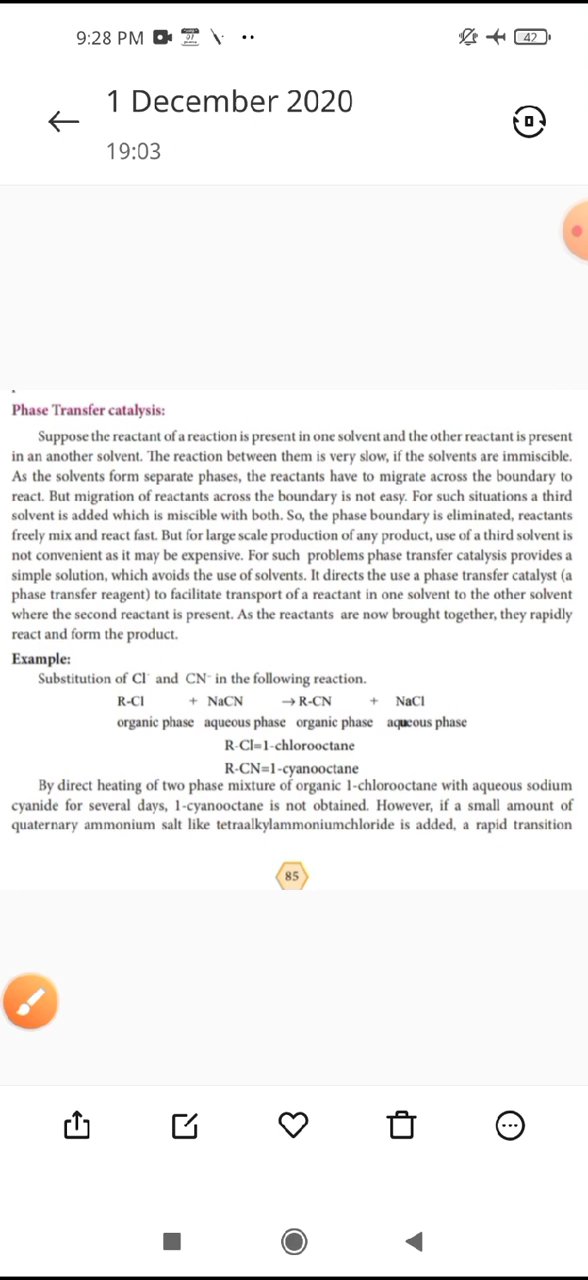 9:28 PM
42
1 December 2020
19:03
Phase Transfer catalysis:
Suppose the reactant of a reaction is present in one solvent and the other reactant is present
in an another solvent. The reaction between them is very slow, if the solvents are immiscible.
As the solvents form separate phases, the reactants have to migrate across the boundary to
react. But migration of reactants across the boundary is not easy. For such situations a third
solvent is added which is miscible with both. So, the phase boundary is eliminated, reactants
freely mix and react fast. But for large scale production of any product, use of a third solvent is
not convenient as it may be expensive. For such problems phase transfer catalysis provides a
simple solution, which avoids the use of solvents. It directs the use a phase transfer catalyst (a
phase transfer reagent) to facilitate transport of a reactant in one solvent to the other solvent
where the second reactant is present. As the reactants are now brought together, they rapidly
react and form the product.
Example:
Substitution of Cl⁻ and CN⁻ in the following reaction.
R-Cl + NaCN → R-CN + NaCl
organic phase aqueous phase organic phase aqueous phase
R-Cl=1-chlorooctane
R-CN=1-cyanooctane
By direct heating of two phase mixture of organic 1-chlorooctane with aqueous sodium
cyanide for several days, 1-cyanooctane is not obtained. However, if a small amount of
quaternary ammonium salt like tetraalkylammoniumchloride is added, a rapid transition
85